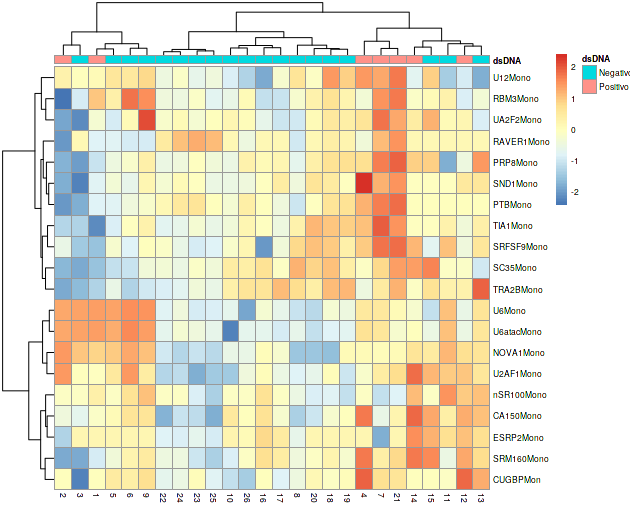 dsDNA
U12Mono
RBM3Mono
UA2F2Mono
RAVER1Mono
PRP8Mono
SND1Mono
PTBMono
TIA1Mono
SRFSF9Mono
SC35Mono
TRA2BMono
U6Mono
U6atacMono
NOVA1Mono
U2AF1Mono
nSR100Mono
CA150Mono
ESRP2Mono
SRM160Mono
CUGBPMon
2 3 1 5 6 9 22 24 23 25 10 26 16 17 8 20 18 19 4 7 21 14 15 11 12 13
2
1
0
-1
-2
dsDNA
Negativo
Positivo